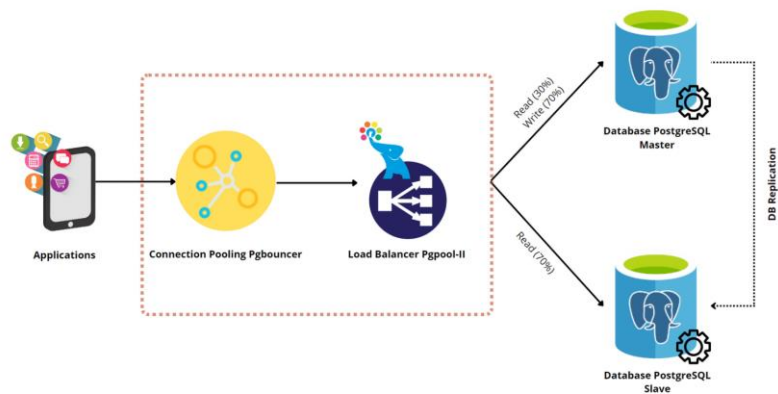 Applications
Connection Pooling Pgbouncer
Load Balancer Pgpool-II
Read (30%)
Write (70%)
Read (70%)
Database PostgreSQL
Master
Database PostgreSQL
Slave
DB Replication